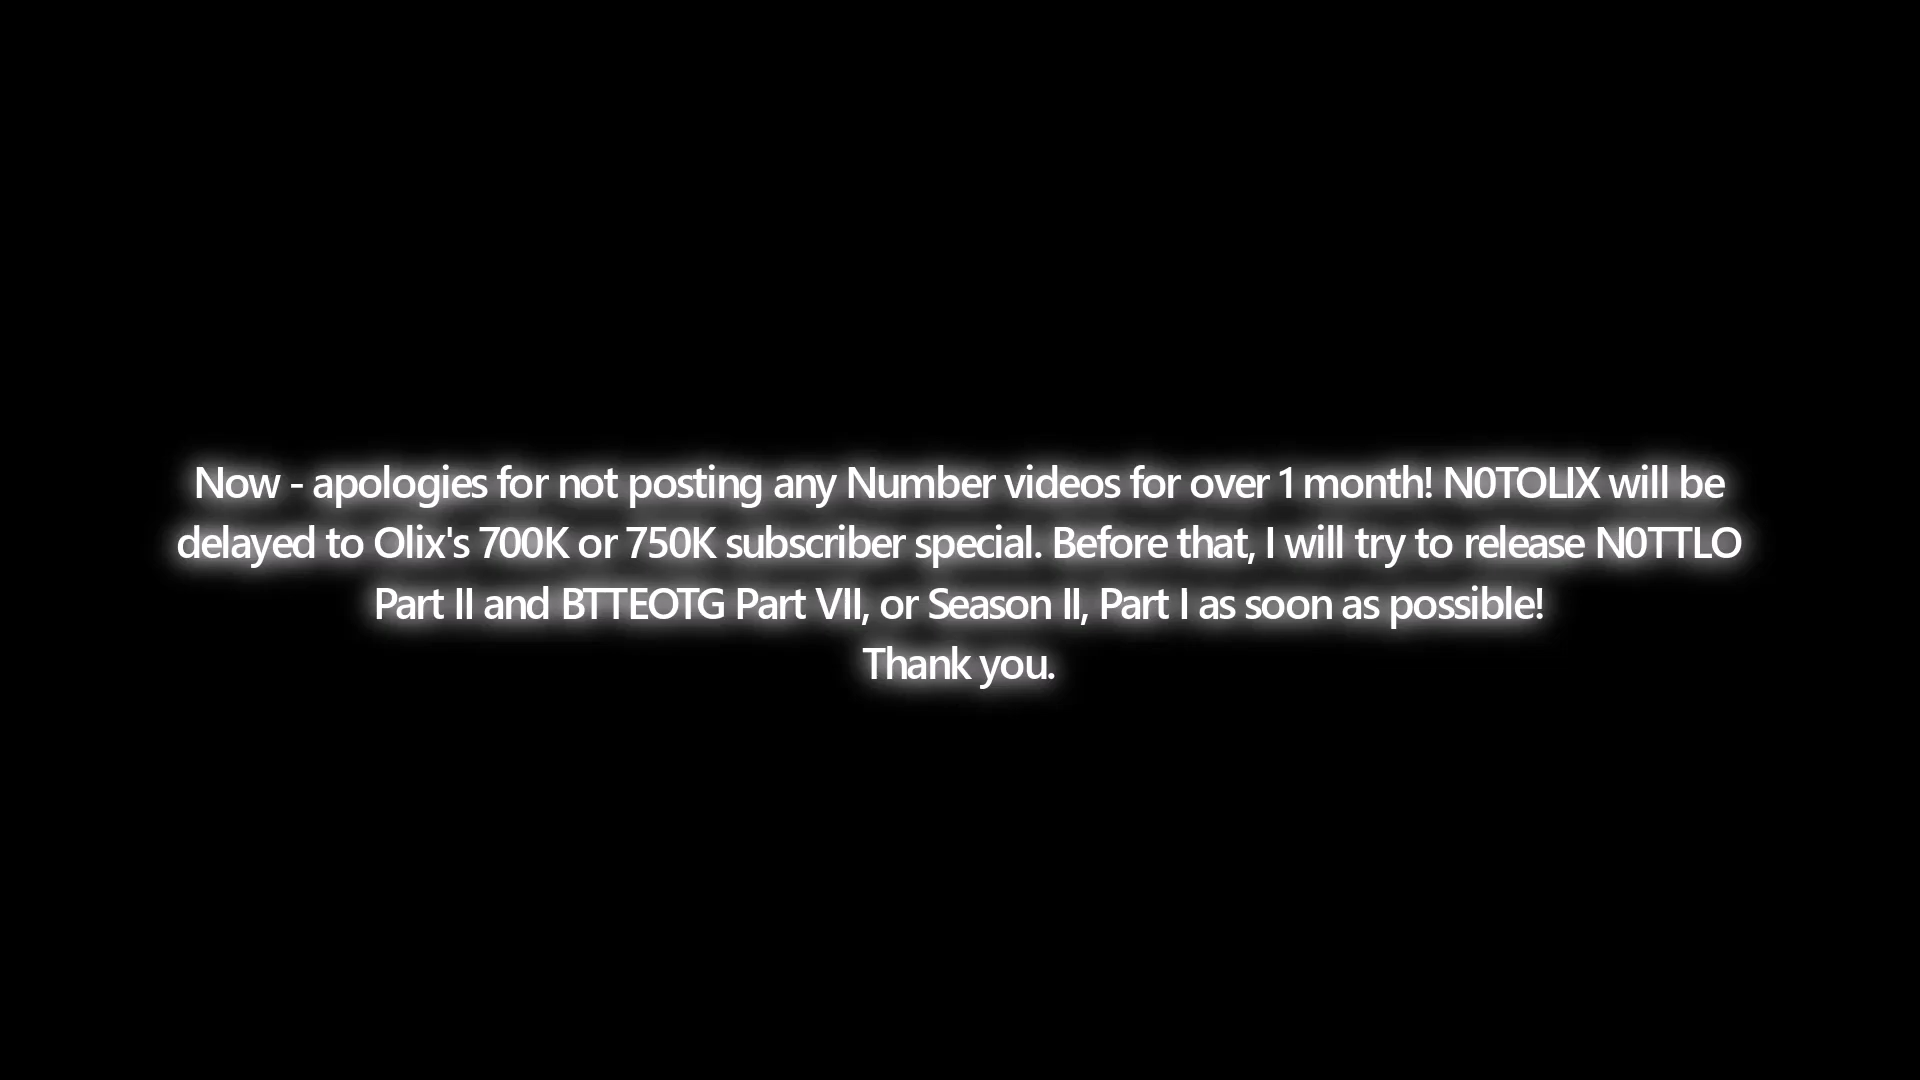 Now - apologies for not posting any Number videos for over 1 month! N0TOLIX will be
delayed to Olix's 700K or 750K subscriber special. Before that, I will try to release N0TTLO
Part II and BTTEOTG Part VII, or Season II, Part I as soon as possible!
Thank you.